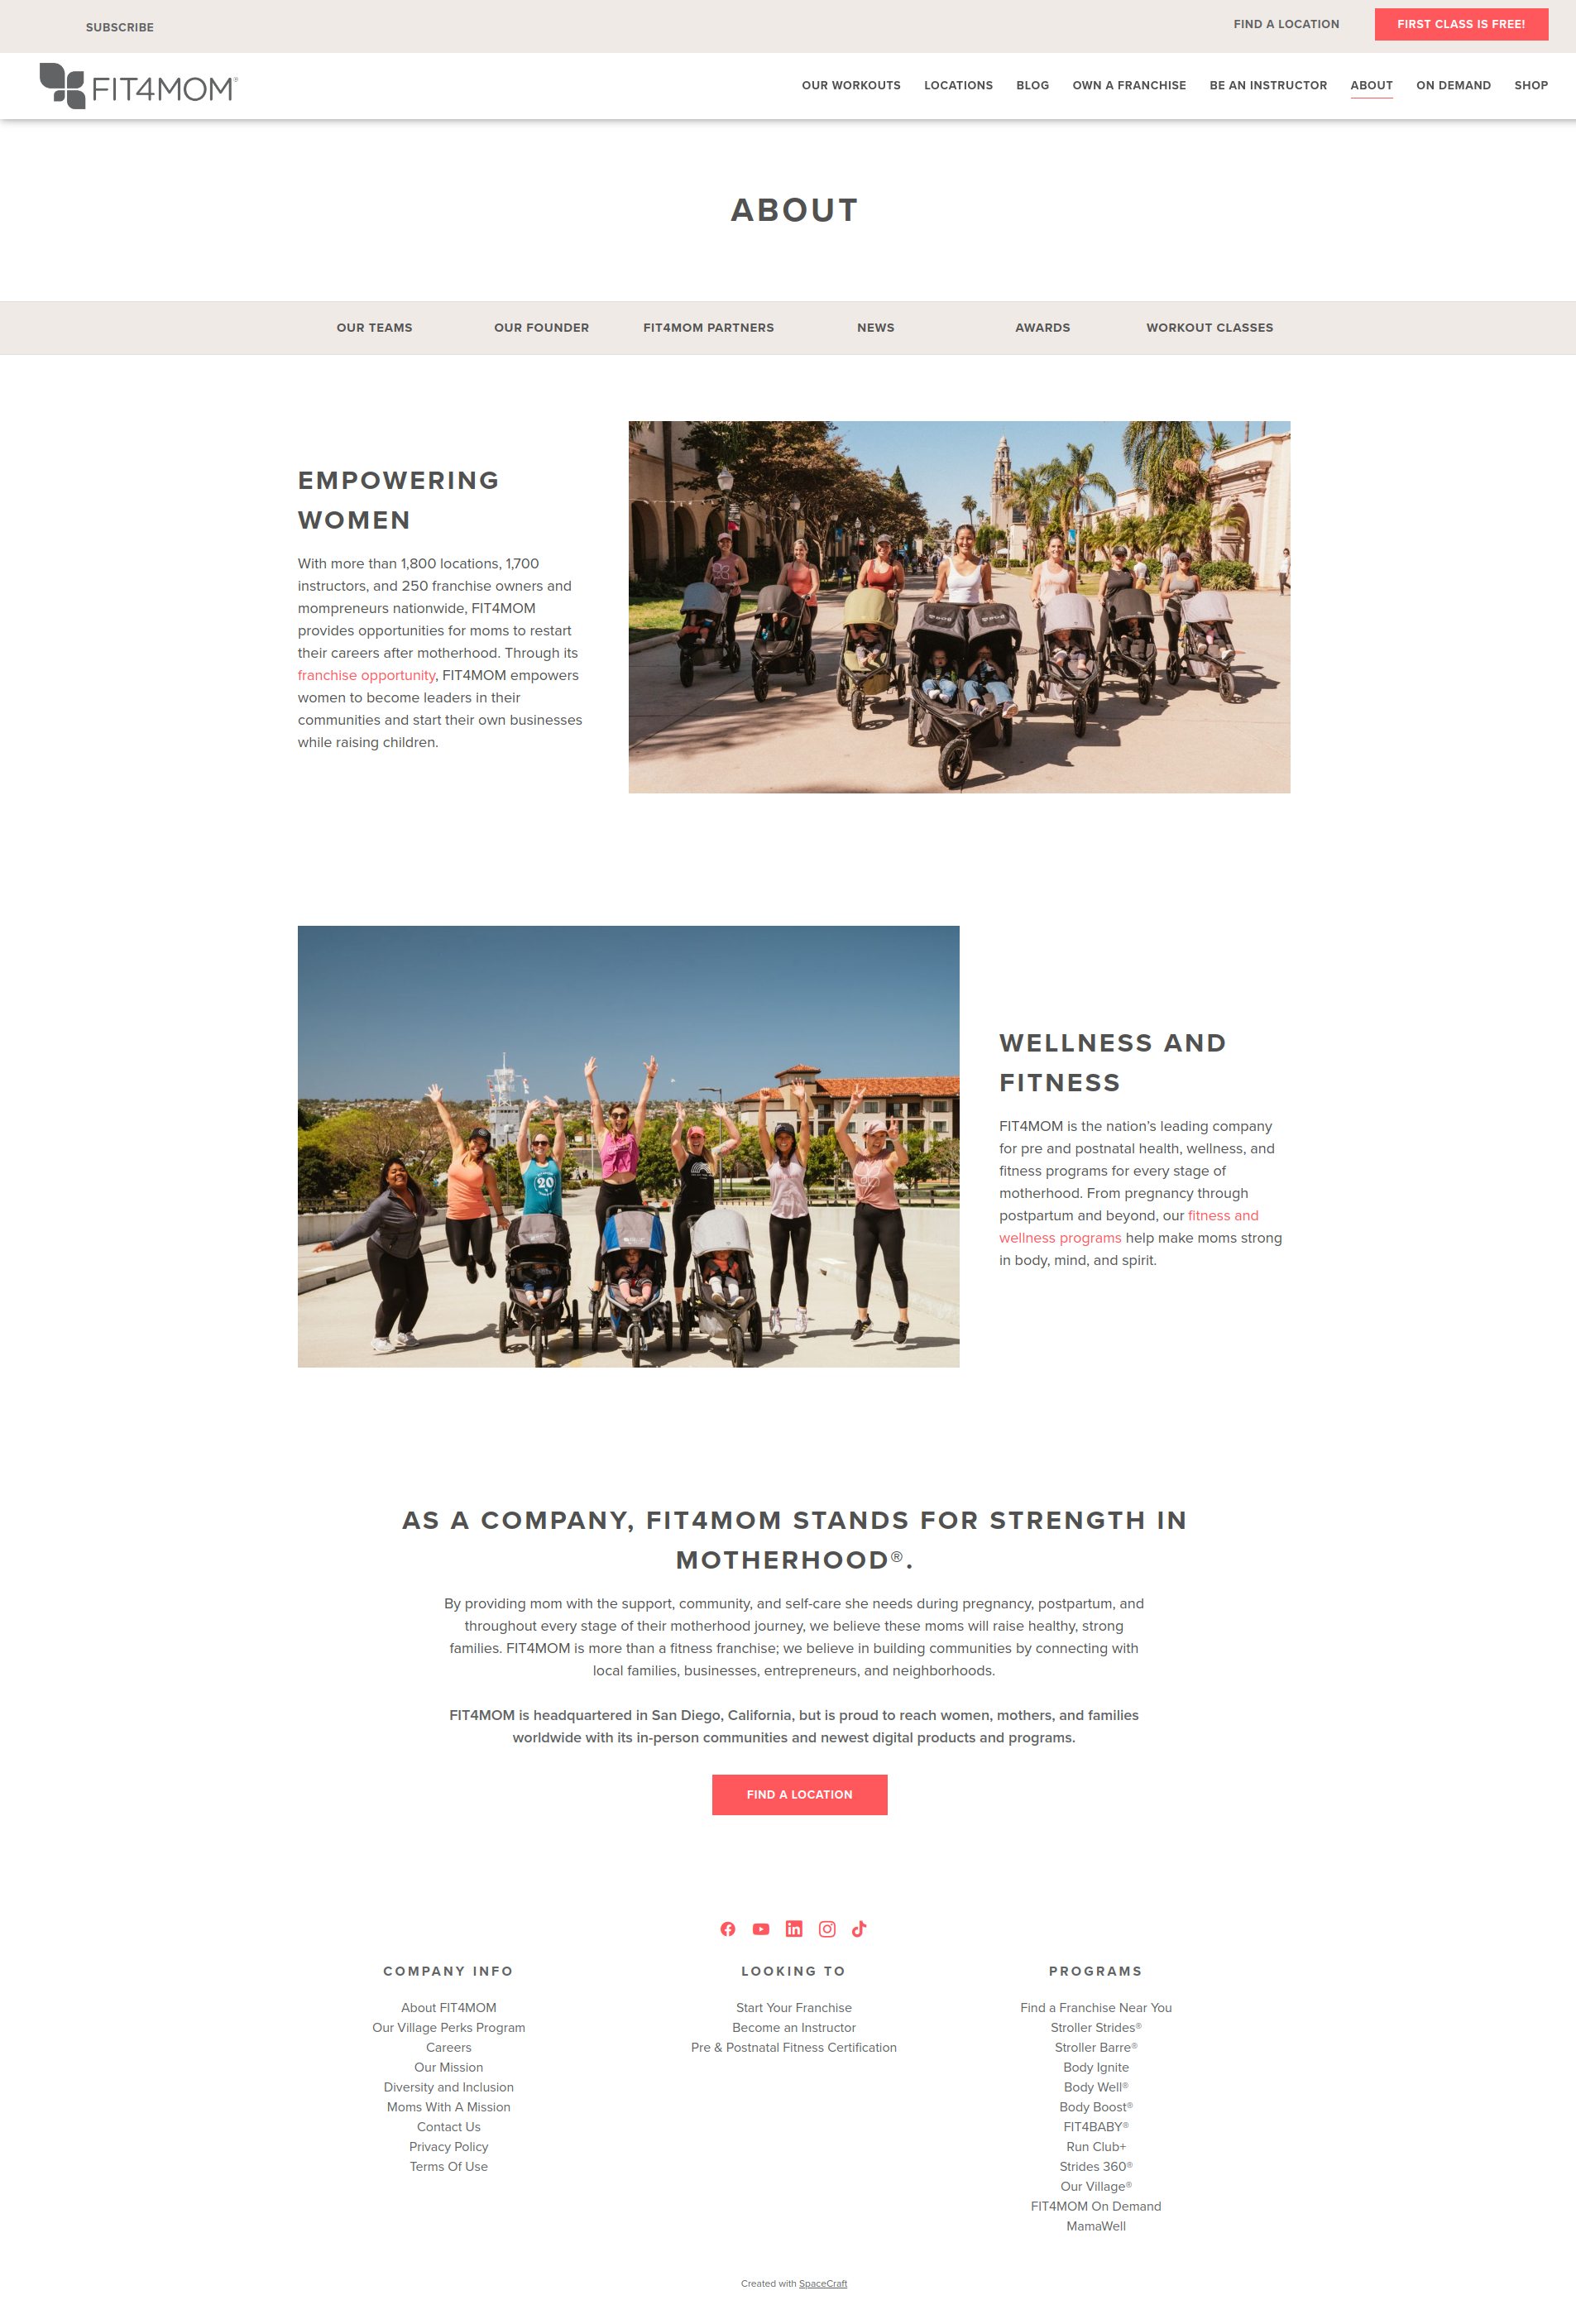 SUBSCRIBE
FIND A LOCATION
FIRST CLASS IS FREE!
FIT4MOM®
OUR WORKOUTS
LOCATIONS
BLOG
OWN A FRANCHISE
BE AN INSTRUCTOR
ABOUT
ON DEMAND
SHOP
ABOUT
OUR TEAMS
OUR FOUNDER
FIT4MOM PARTNERS
NEWS
AWARDS
WORKOUT CLASSES
EMPOWERING
WOMEN
With more than 1,800 locations, 1,700
instructors, and 250 franchise owners and
mompreneurs nationwide, FIT4MOM
provides opportunities for moms to restart
their careers after motherhood. Through its
franchise opportunity, FIT4MOM empowers
women to become leaders in their
communities and start their own businesses
while raising children.
BOB
BOB
20
WELLNESS AND
FITNESS
FIT4MOM is the nation's leading company
for pre and postnatal health, wellness, and
fitness programs for every stage of
motherhood. From pregnancy through
postpartum and beyond, our fitness and
wellness programs help make moms strong
in body, mind, and spirit.
AS A COMPANY, FIT4MOM STANDS FOR STRENGTH IN
MOTHERHOOD®.
By providing mom with the support, community, and self-care she needs during pregnancy, postpartum, and
throughout every stage of their motherhood journey, we believe these moms will raise healthy, strong
families. FIT4MOM is more than a fitness franchise; we believe in building communities by connecting with
local families, businesses, entrepreneurs, and neighborhoods.
FIT4MOM is headquartered in San Diego, California, but is proud to reach women, mothers, and families
worldwide with its in-person communities and newest digital products and programs.
FIND A LOCATION
COMPANY INFO
About FIT4MOM
Our Village Perks Program
Careers
Our Mission
Diversity and Inclusion
Moms With A Mission
Contact Us
Privacy Policy
Terms Of Use
LOOKING TO
Start Your Franchise
Become an Instructor
Pre & Postnatal Fitness Certification
PROGRAMS
Find a Franchise Near You
Stroller Strides®
Stroller Barre®
Body Ignite
Body Well®
Body Boost®
FIT4BABY®
Run Club+
Strides 360®
Our Village®
FIT4MOM On Demand
MamaWell
Created with SpaceCraft